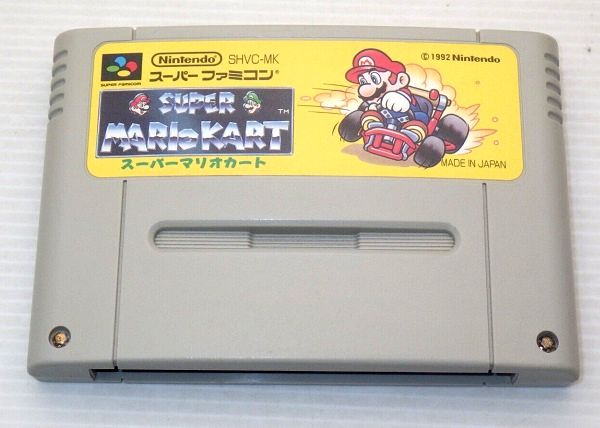 SUPER FAMICOM
Nintendo SHVC-MK
スーパーファミコン®
SUPER
MARIO KART TM
スーパーマリオカート
© 1992 Nintendo
MADE IN JAPAN